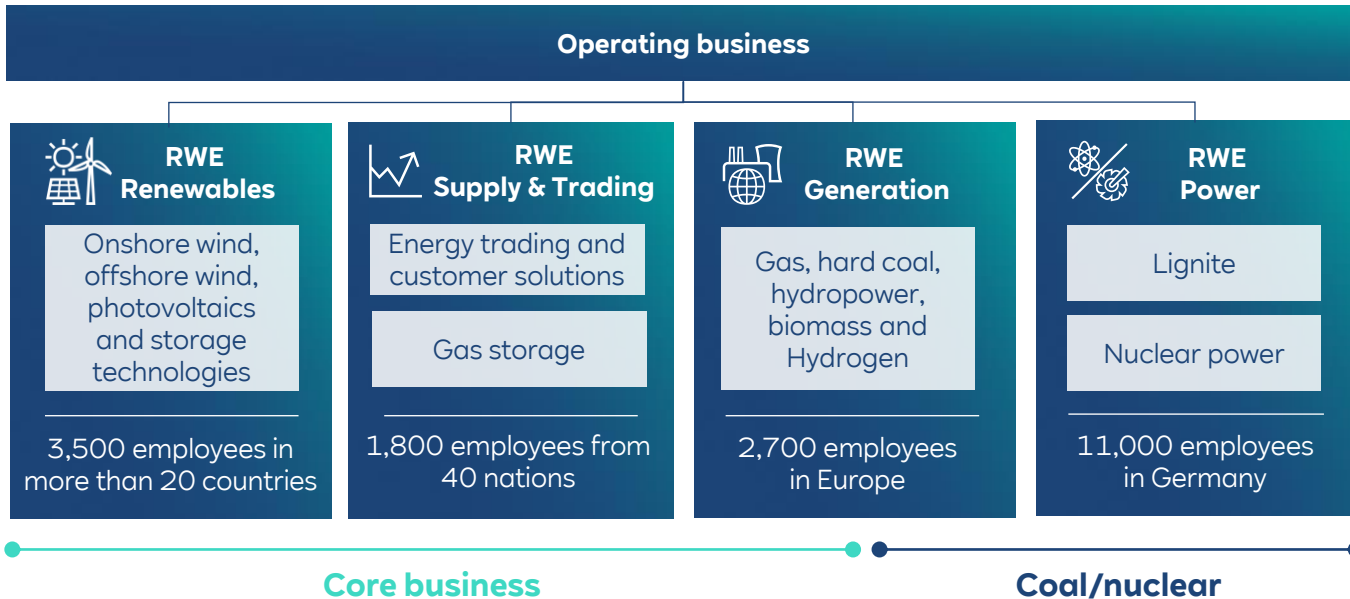 Operating business
RWE
Renewables
Onshore wind,
offshore wind,
photovoltaics
and storage
technologies
3,500 employees in
more than 20 countries
RWE
Supply & Trading
Energy trading and
customer solutions
Gas storage
1,800 employees from
40 nations
RWE
Generation
Gas, hard coal,
hydropower,
biomass and
Hydrogen
2,700 employees
in Europe
RWE
Power
Lignite
Nuclear power
11,000 employees
in Germany
Core business
Coal/nuclear